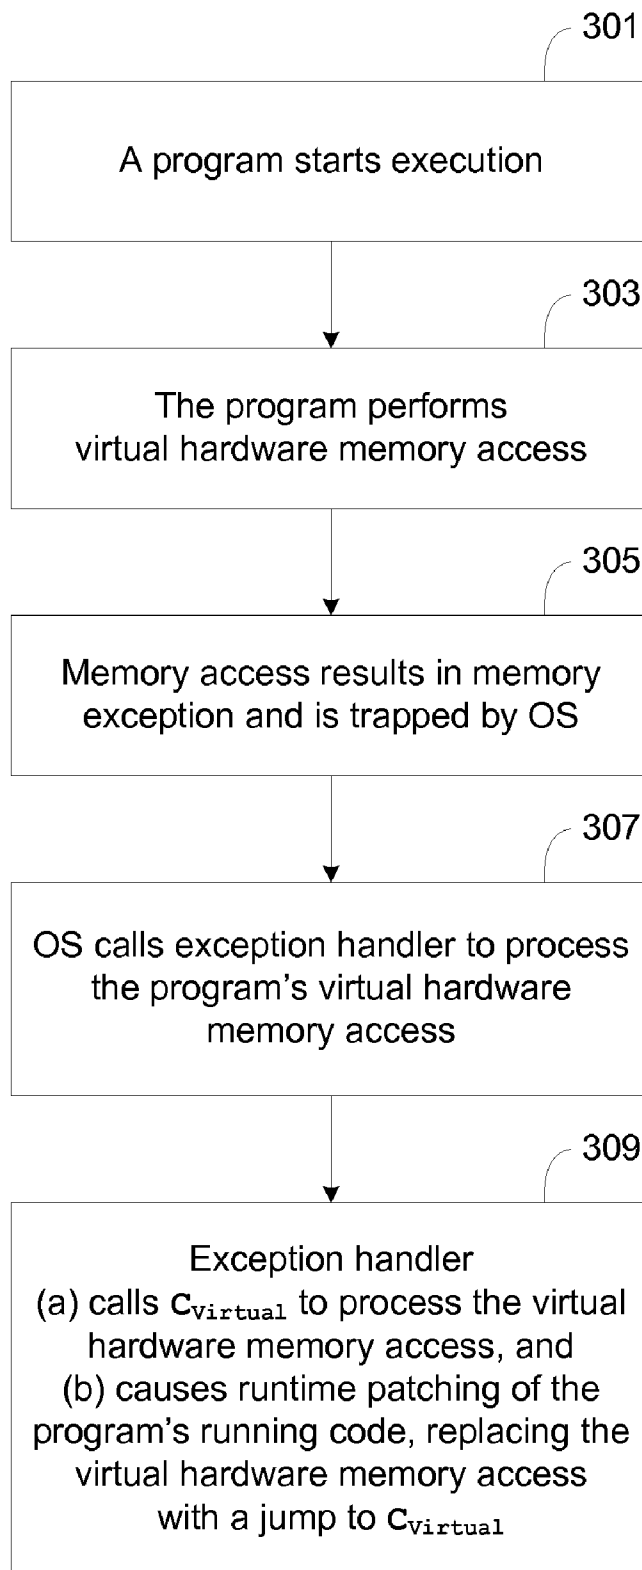 301
A program starts execution
303
The program performs
virtual hardware memory access
305
Memory access results in memory
exception and is trapped by OS
307
OS calls exception handler to process
the program's virtual hardware
memory access
309
Exception handler
(a) calls CVirtual to process the virtual
hardware memory access, and
(b) causes runtime patching of the
program's running code, replacing the
virtual hardware memory access
with a jump to CVirtual